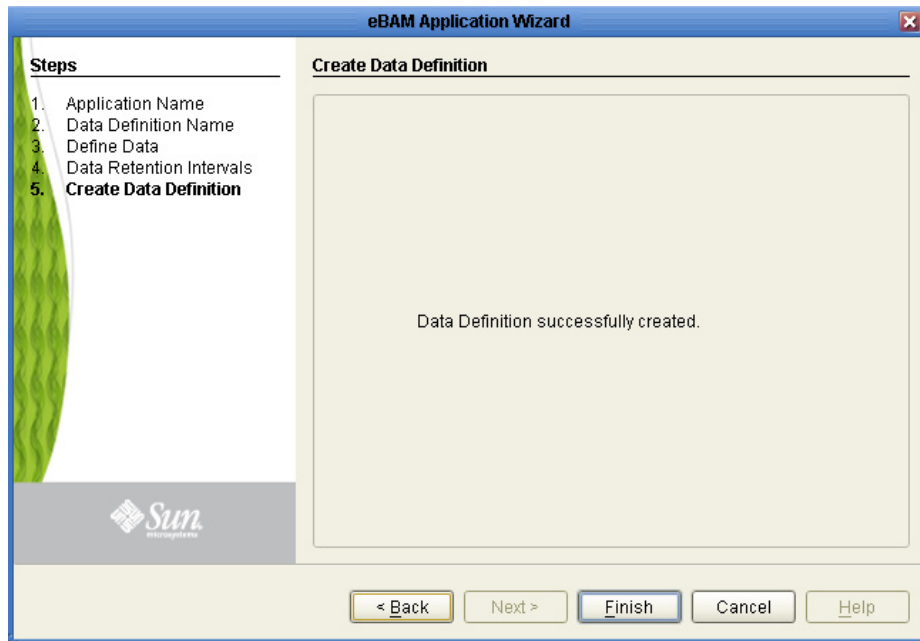 eBAM Application Wizard
Steps
1. Application Name
2. Data Definition Name
3. Define Data
4. Data Retention Intervals
5. Create Data Definition
Create Data Definition
Data Definition successfully created.
Sun
microsystems
< Back
Next >
Finish
Cancel
Help